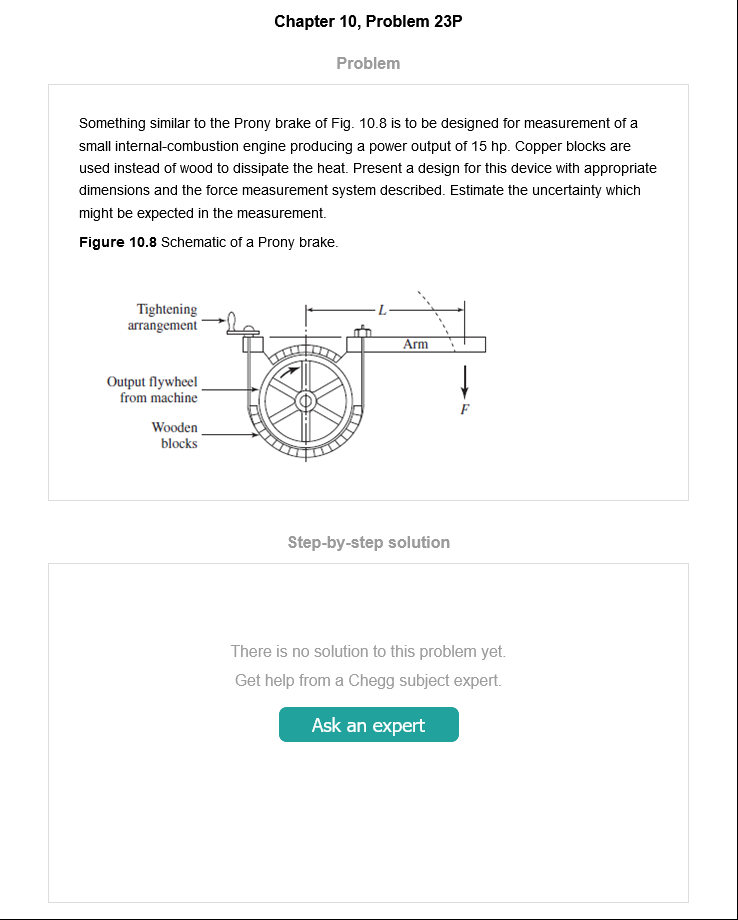 Chapter 10, Problem 23P
Problem
Something similar to the Prony brake of Fig. 10.8 is to be designed for measurement of a
small internal-combustion engine producing a power output of 15 hp. Copper blocks are
used instead of wood to dissipate the heat. Present a design for this device with appropriate
dimensions and the force measurement system described. Estimate the uncertainty which
might be expected in the measurement.
Figure 10.8 Schematic of a Prony brake.
Tightening
arrangement
L
Arm
Output flywheel
from machine
F
Wooden
blocks
Step-by-step solution
There is no solution to this problem yet.
Get help from a Chegg subject expert.
Ask an expert